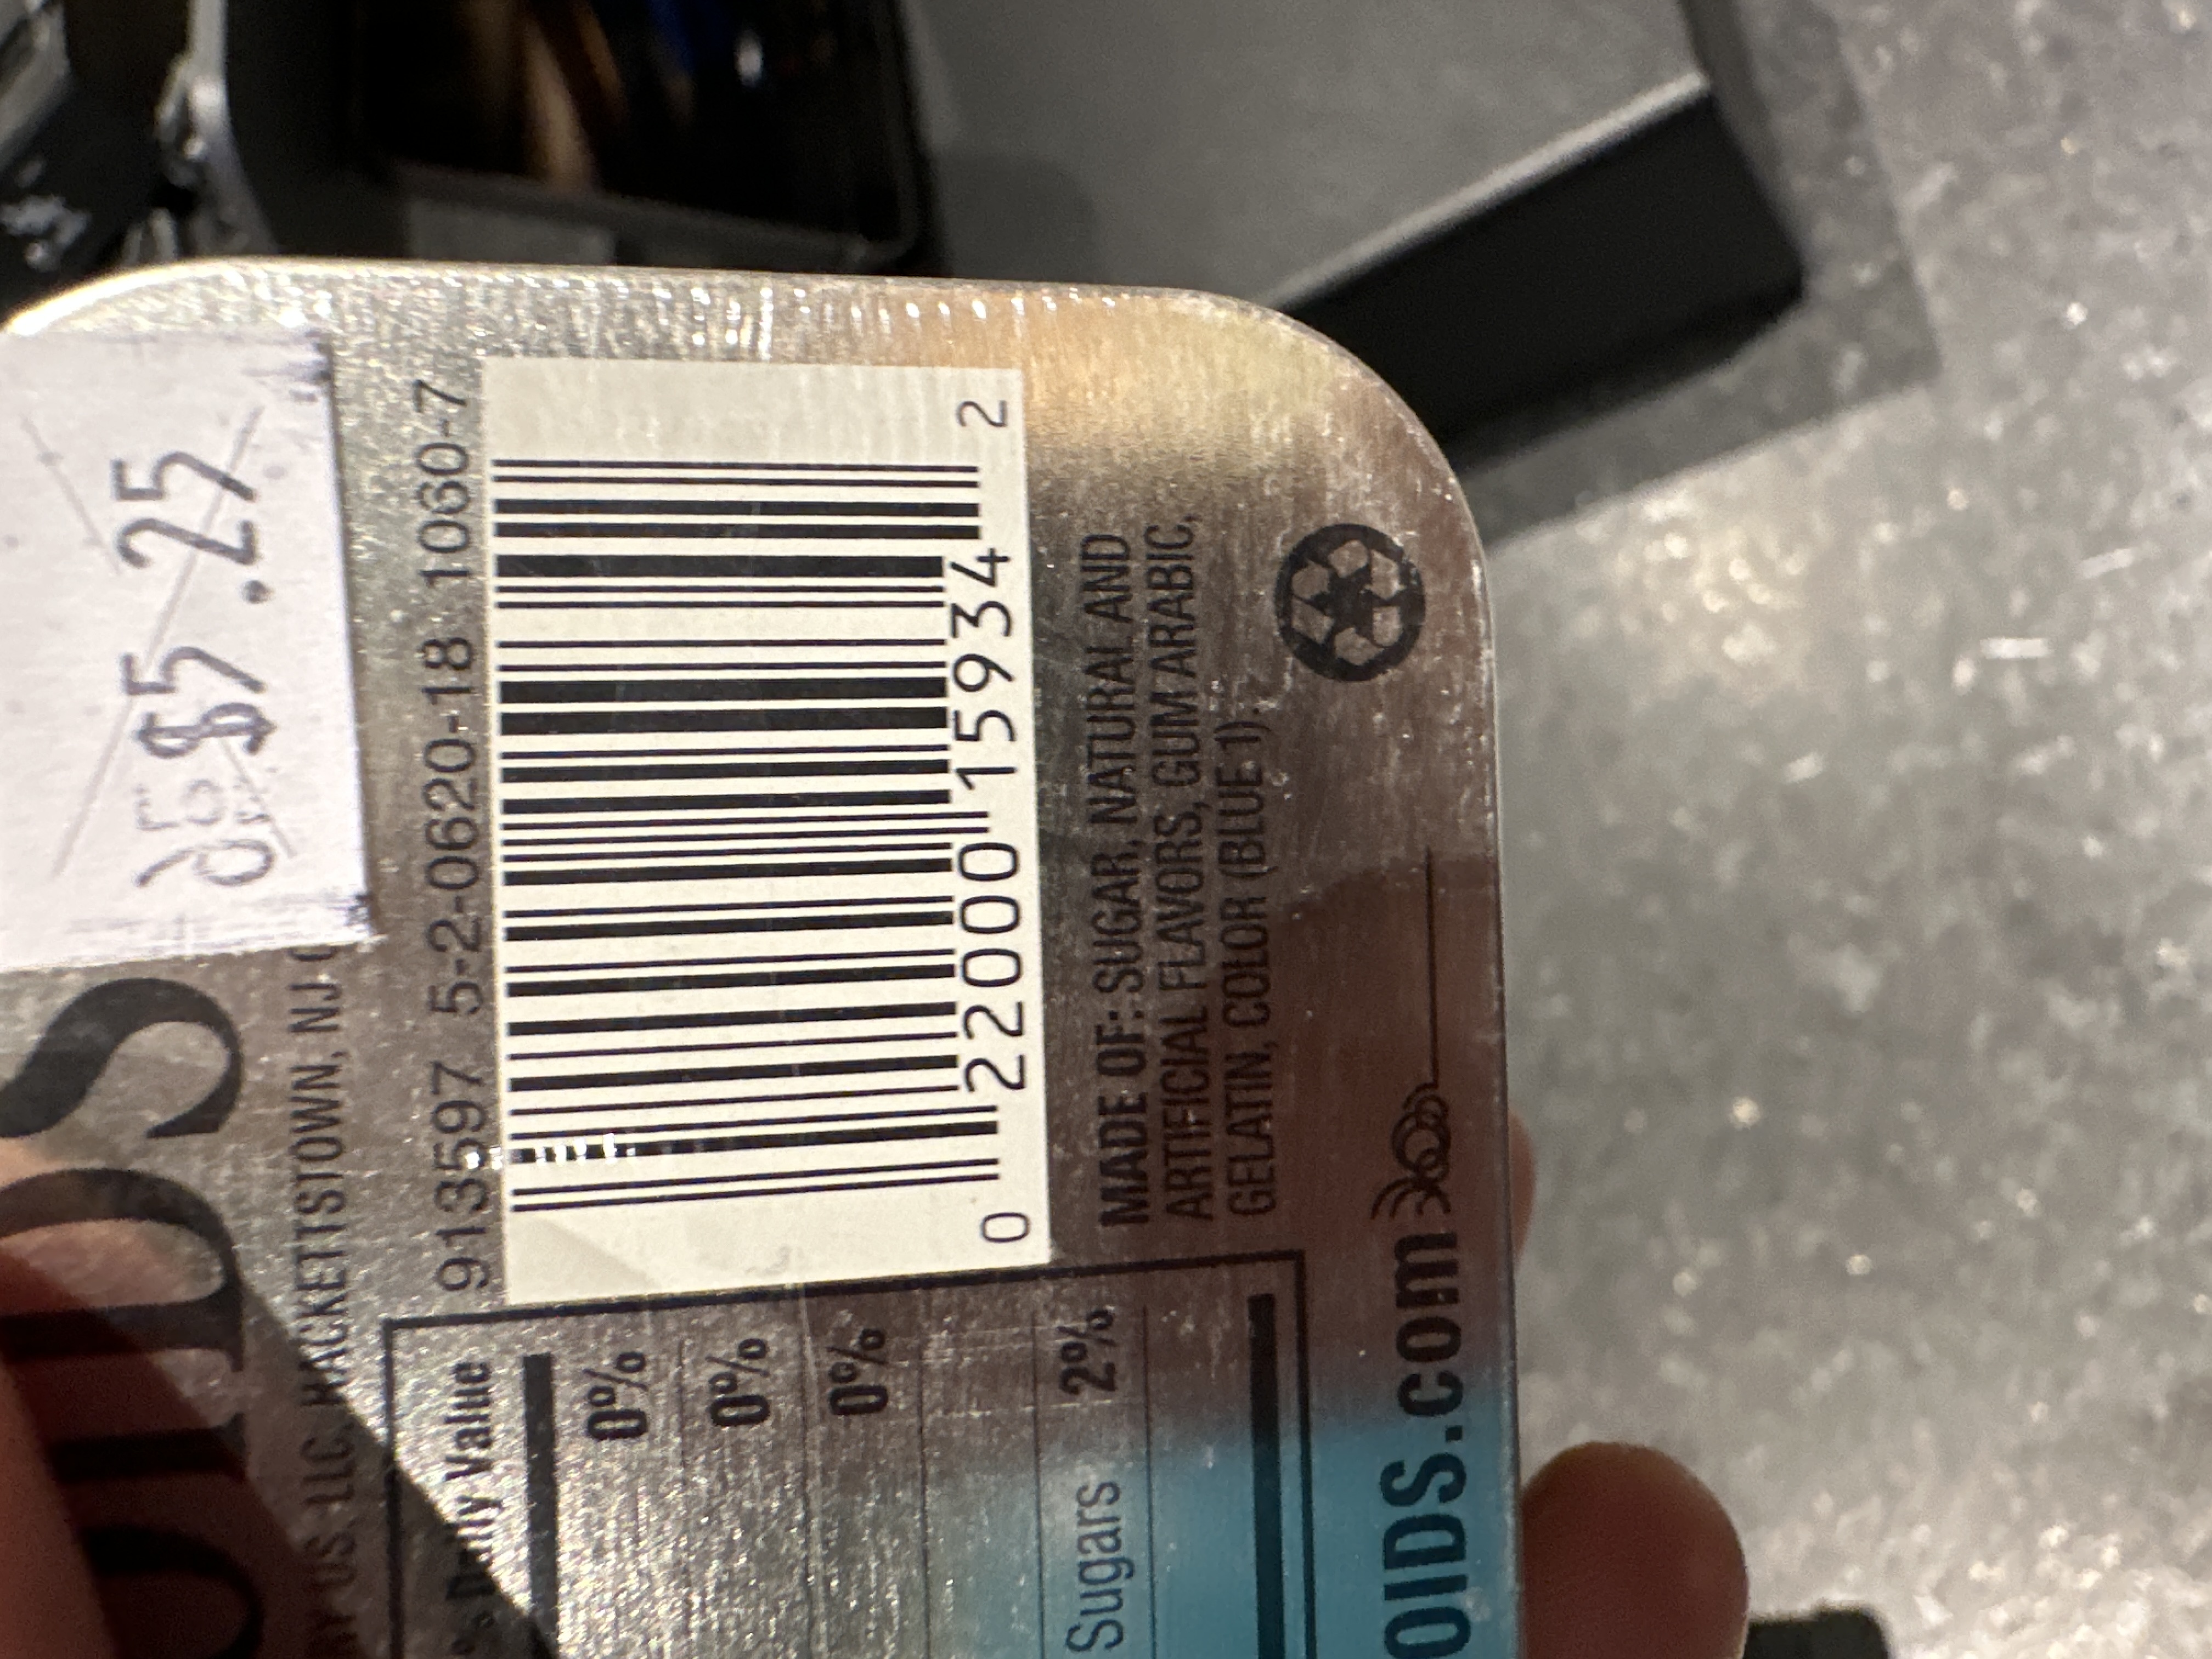 OIDS
$5.25
RY US, LLC, HACKETTSTOWN, NJ
% Daily Value
913597 5-2-0620-18 1060-7
0%
0%
0%
0 22000 15934 2
Sugars 2%
MADE OF: SUGAR, NATURAL AND
ARTIFICIAL FLAVORS, GUM ARABIC,
GELATIN, COLOR (BLUE 1).
OIDS.com